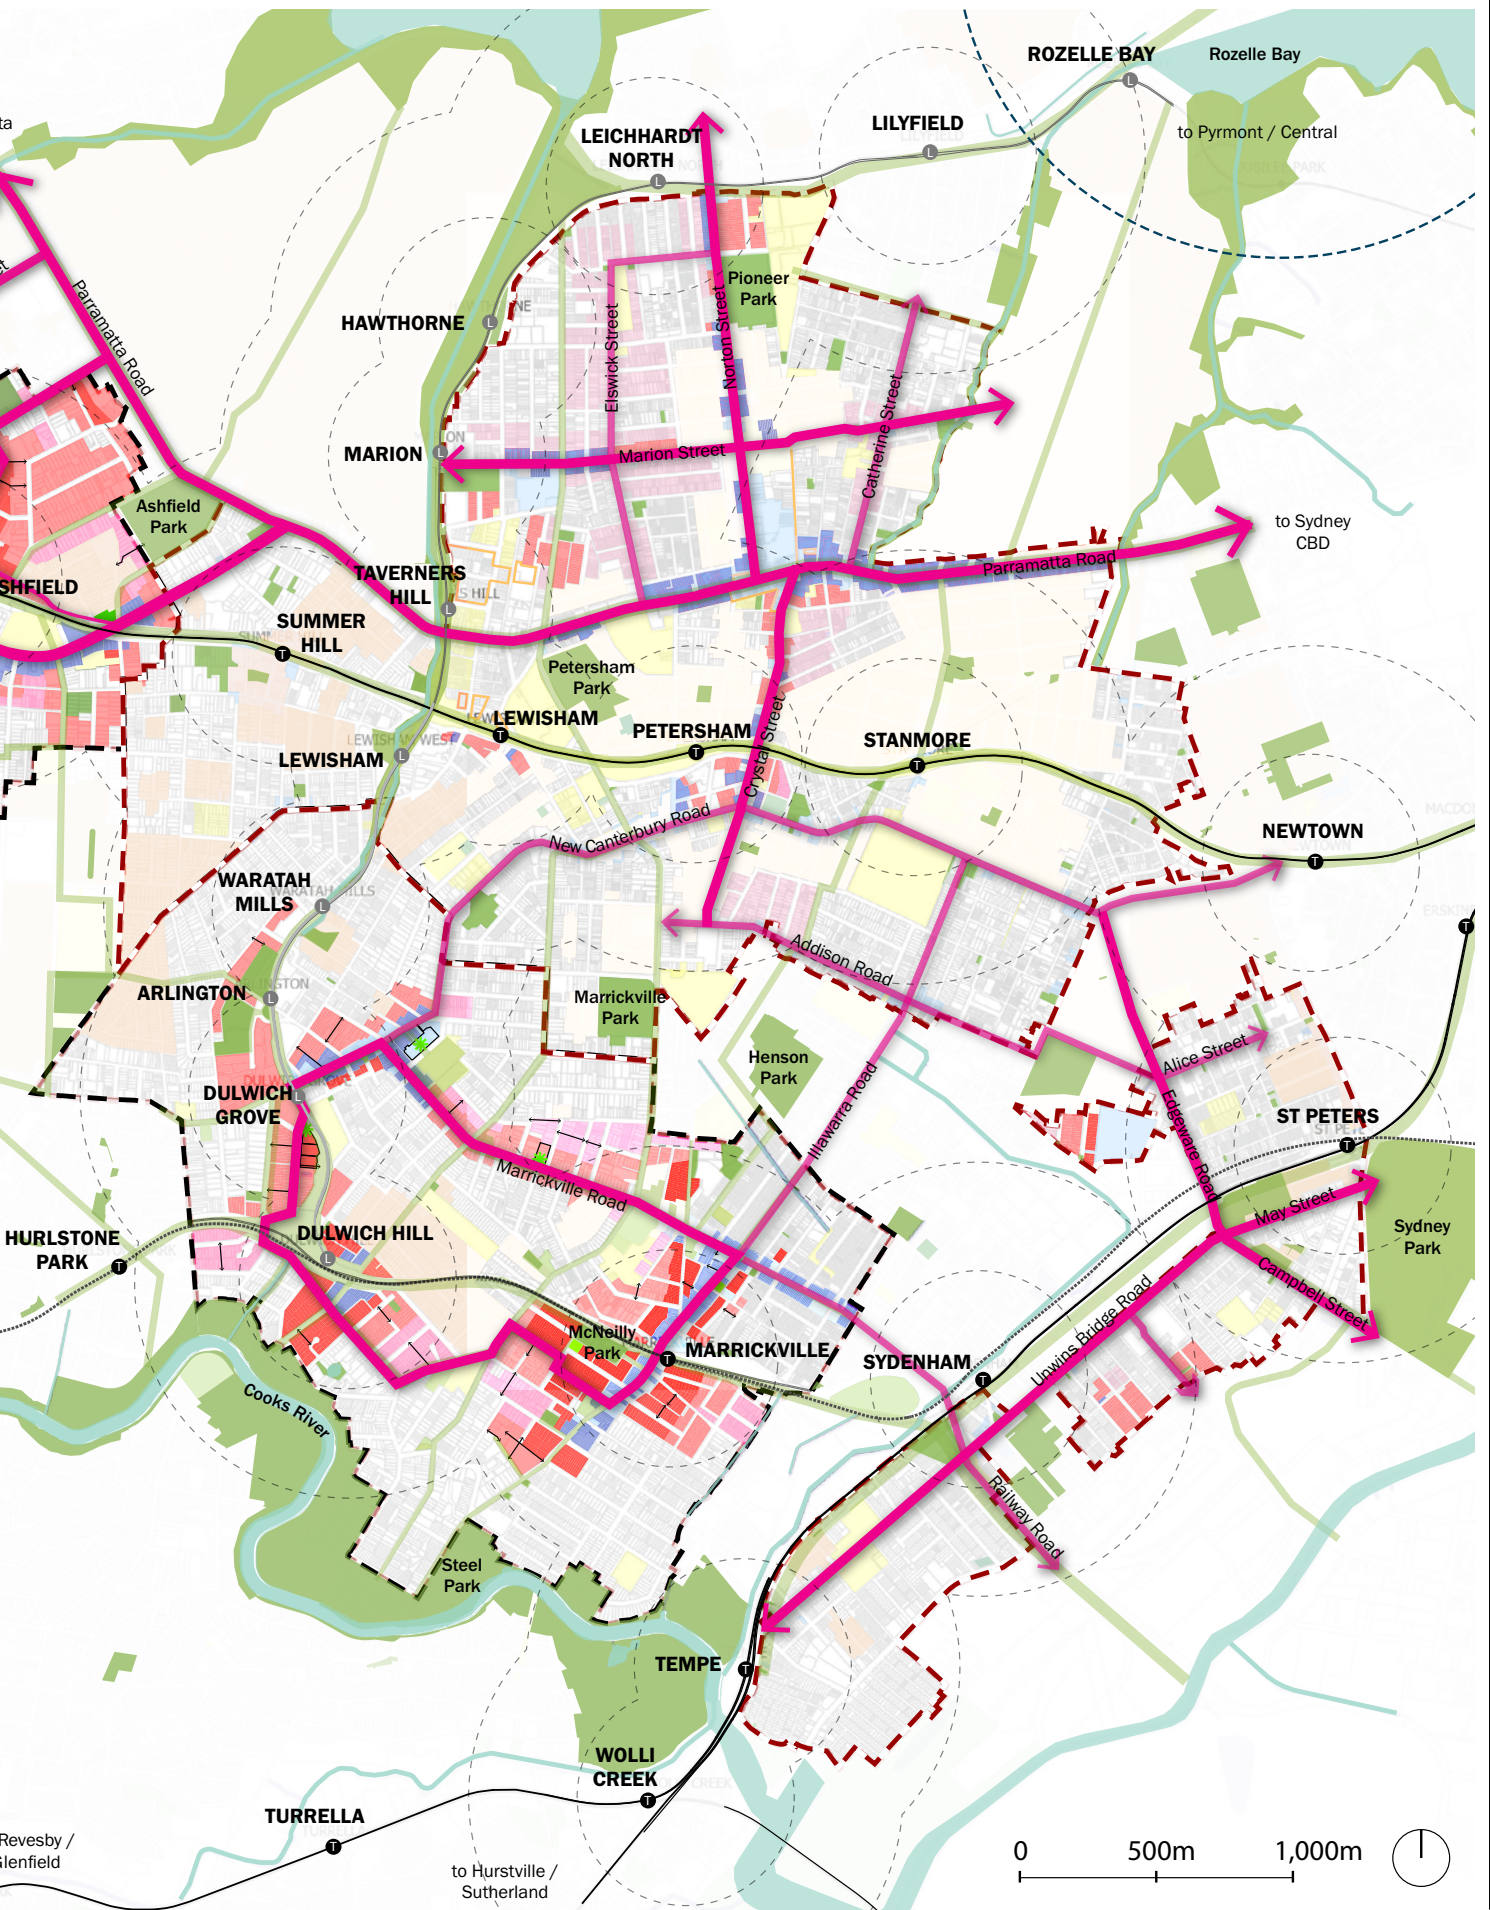 ROZELLE BAY
Rozelle Bay
to Pyrmont / Central
LILYFIELD
LEICHHARDT
NORTH
Pioneer
Park
HAWTHORNE
Parramatta Road
Elswick Street
Norton Street
Catherine Street
MARION
Marion Street
Ashfield
Park
to Sydney
CBD
Parramatta Road
TAVERNERS
HILL
SUMMER
HILL
Petersham
Park
LEWISHAM
PETERSHAM
STANMORE
LEWISHAM
Crystal Street
New Canterbury Road
NEWTOWN
WARATAH
MILLS
Addison Road
ARLINGTON
Marrickville
Park
Henson
Park
Alice Street
DULWICH
GROVE
Illawarra Road
Edgeware Road
ST PETERS
Marrickville Road
May Street
Sydney
Park
HURLSTONE
PARK
DULWICH HILL
Campbell Street
Unwins Bridge Road
McNeilly
Park
MARRICKVILLE
SYDENHAM
Cooks River
Railway Road
Steel
Park
TEMPE
WOLLI
CREEK
TURRELLA
Revesby /
Glenfield
to Hurstville /
Sutherland
0 500m 1,000m